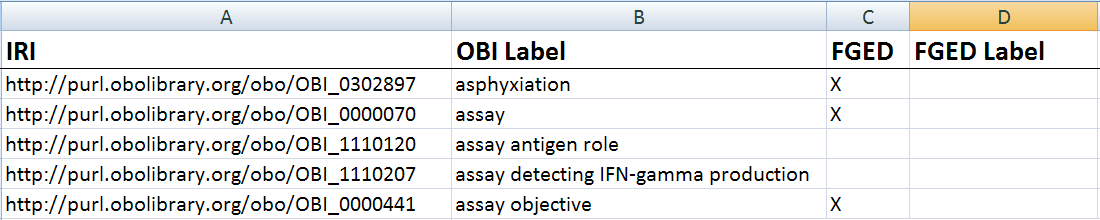 A B C D
IRI OBI Label FGED FGED Label
http://purl.obolibrary.org/obo/OBI_0302897 asphyxiation X
http://purl.obolibrary.org/obo/OBI_0000070 assay X
http://purl.obolibrary.org/obo/OBI_1110120 assay antigen role
http://purl.obolibrary.org/obo/OBI_1110207 assay detecting IFN-gamma production
http://purl.obolibrary.org/obo/OBI_0000441 assay objective X